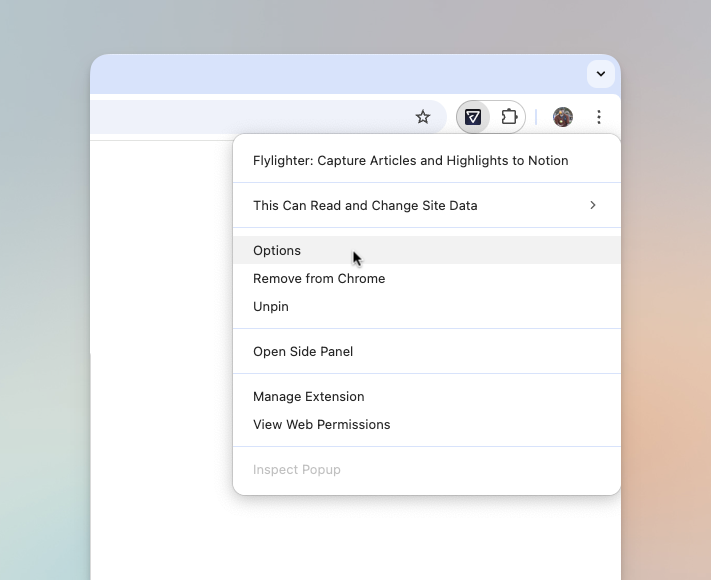 Flylighter: Capture Articles and Highlights to Notion
This Can Read and Change Site Data
Options
Remove from Chrome
Unpin
Open Side Panel
Manage Extension
View Web Permissions
Inspect Popup